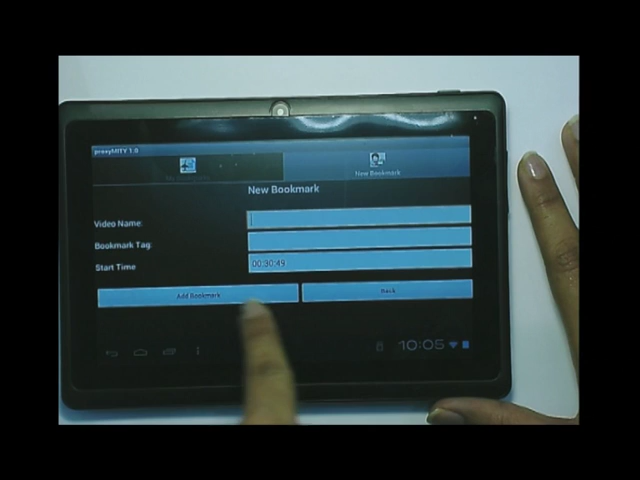 proxyMITY 1.0
New Bookmark
New Bookmark
Video Name:
Bookmark Tag:
Start Time
00:30:49
Add Bookmark
Back
10:05